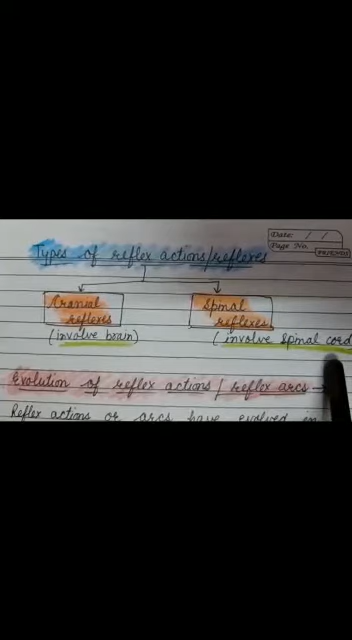 Date: / /
Page No.
Types of reflex actions/reflexes
Cranial reflexes
Spinal reflexes
(involve brain)
(involve spinal cord
Evolution of reflex actions / reflex arcs →
Reflex actions or arcs have evolved in